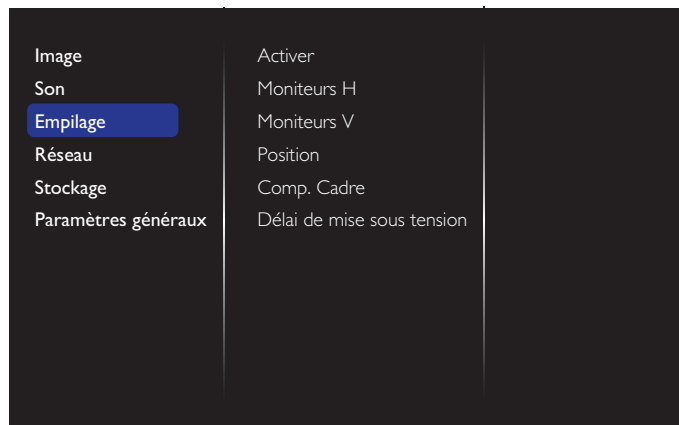 Image
Son
Empilage
Réseau
Stockage
Paramètres généraux
Activer
Moniteurs H
Moniteurs V
Position
Comp. Cadre
Délai de mise sous tension